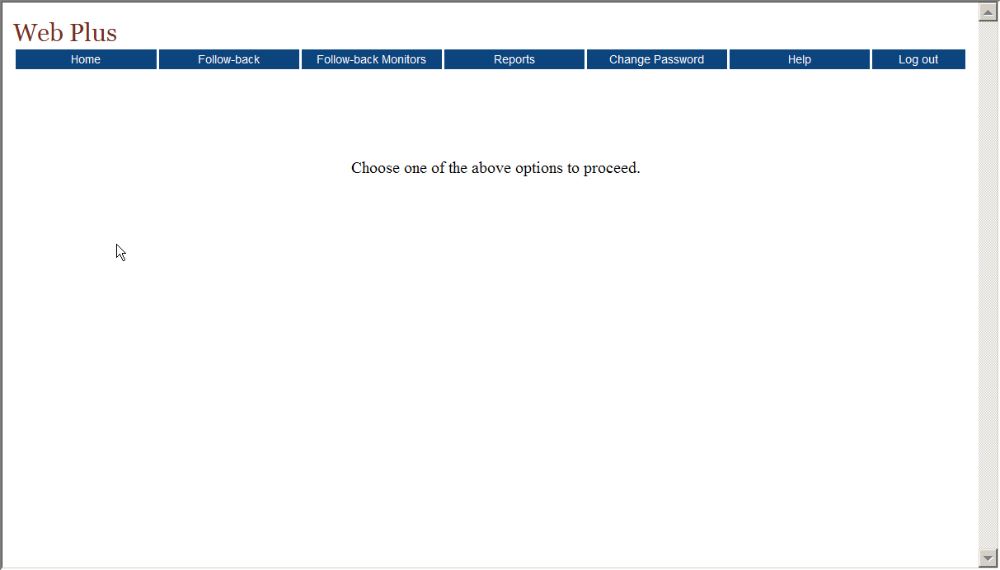 Web Plus
Home Follow-back Follow-back Monitors Reports Change Password Help Log out
Choose one of the above options to proceed.